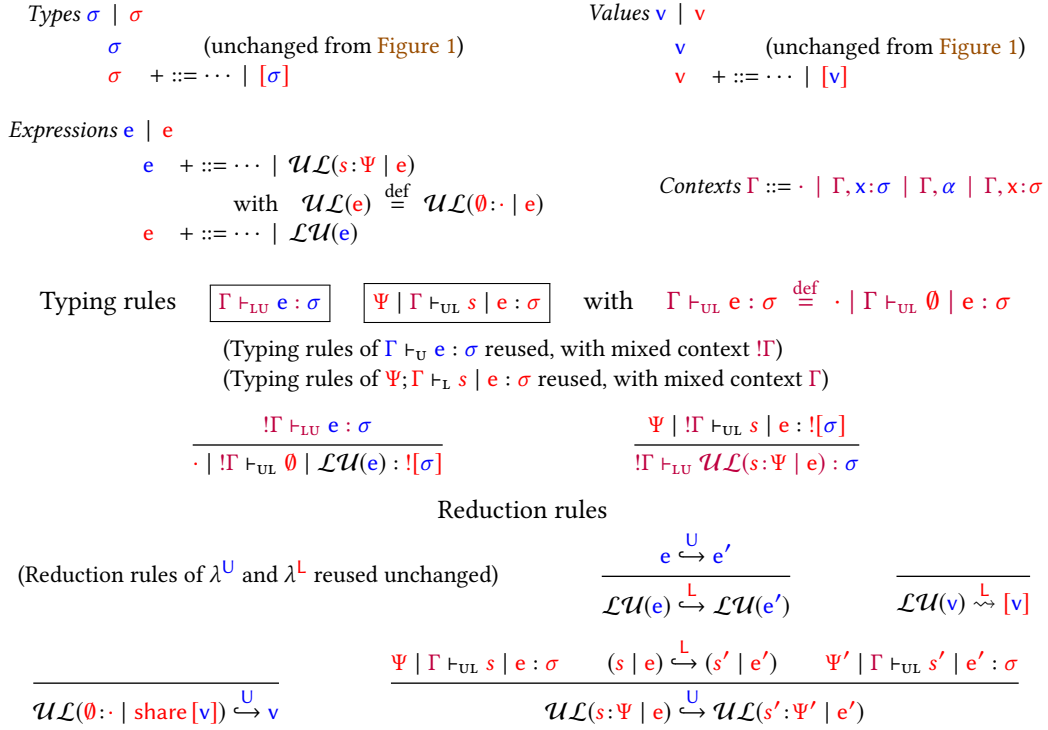 Types σ | σ
σ (unchanged from Figure 1)
σ + ::= ··· | [σ]
Values v | v
v (unchanged from Figure 1)
v + ::= ··· | [v]
Expressions e | e
e + ::= ··· | 𝓤𝓛(s:Ψ | e)
with 𝓤𝓛(e) def= 𝓤𝓛(∅:· | e)
e + ::= ··· | 𝓛𝓤(e)
Contexts Γ ::= · | Γ, x:σ | Γ, α | Γ, x:σ
Typing rules Γ ⊢LU e : σ Ψ | Γ ⊢UL s | e : σ with Γ ⊢UL e : σ def= · | Γ ⊢UL ∅ | e : σ
(Typing rules of Γ ⊢U e : σ reused, with mixed context !Γ)
(Typing rules of Ψ; Γ ⊢L s | e : σ reused, with mixed context Γ)
!Γ ⊢LU e : σ
· | !Γ ⊢UL ∅ | 𝓛𝓤(e) : ![σ]
Ψ | !Γ ⊢UL s | e : ![σ]
!Γ ⊢LU 𝓤𝓛(s:Ψ | e) : σ
Reduction rules
(Reduction rules of λᵁ and λᴸ reused unchanged)
e ↪ᵁ e′
𝓛𝓤(e) ↪ᴸ 𝓛𝓤(e′)
𝓛𝓤(v) ⇝ᴸ [v]
𝓤𝓛(∅:· | share [v]) ↪ᵁ v
Ψ | Γ ⊢UL s | e : σ (s | e) ↪ᴸ (s′ | e′) Ψ′ | Γ ⊢UL s′ | e′ : σ
𝓤𝓛(s:Ψ | e) ↪ᵁ 𝓤𝓛(s′:Ψ′ | e′)